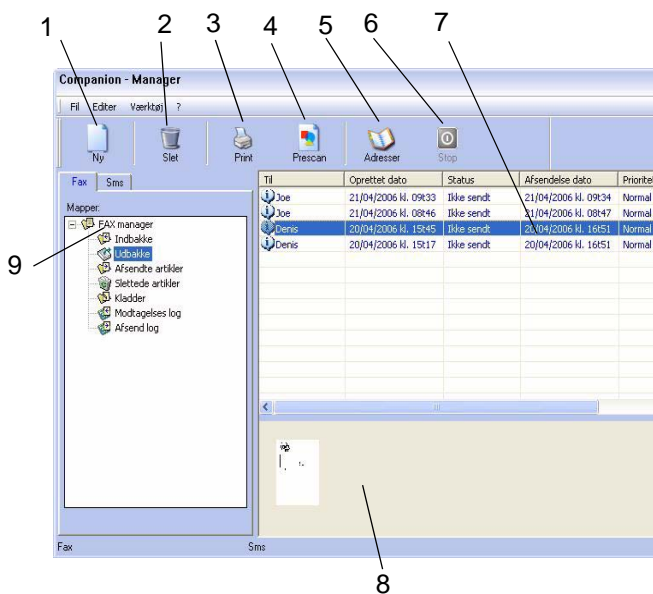 1 2 3 4 5 6 7
Companion - Manager
Fil Editer Værktøj ?
Ny Slet Print Prescan Adresser Stop
Fax Sms
Mapper:
FAX manager
Indbakke
Udbakke
Afsendte artikler
Slettede artikler
Kladder
Modtagelses log
Afsend log
9
Til Oprettet dato Status Afsendelse dato Prioritet
Joe 21/04/2006 kl. 09t33 Ikke sendt 21/04/2006 kl. 09t34 Normal
Joe 21/04/2006 kl. 08t46 Ikke sendt 21/04/2006 kl. 08t47 Normal
Denis 20/04/2006 kl. 15t45 Ikke sendt 20/04/2006 kl. 16t51 Normal
Denis 20/04/2006 kl. 15t17 Ikke sendt 20/04/2006 kl. 16t51 Normal
Fax Sms
8